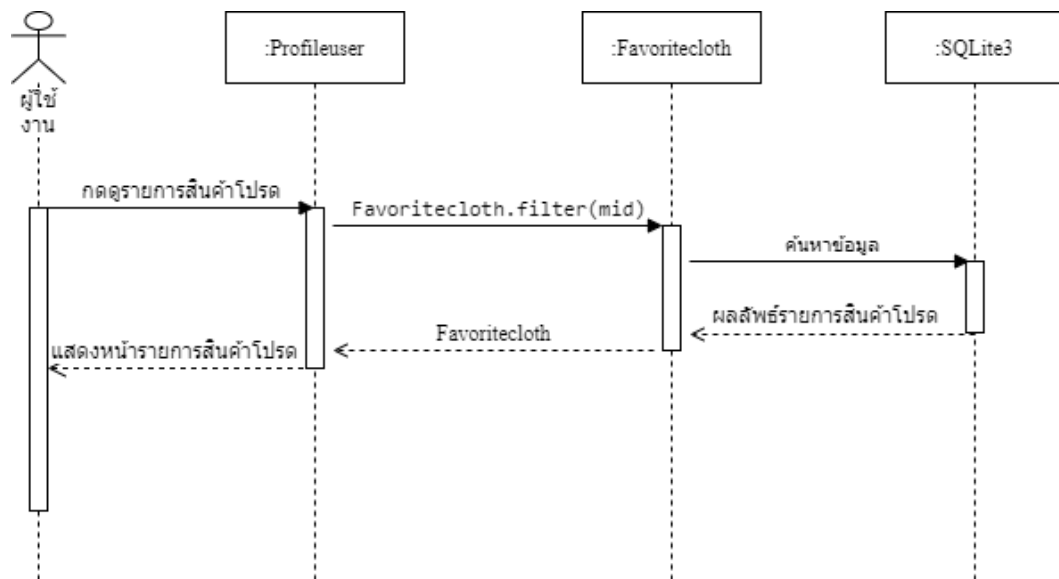 :Profileuser
:Favoritecloth
:SQLite3
ผู้ใช้
งาน
กดดูรายการสินค้าโปรด
Favoritecloth.filter(mid)
ค้นหาข้อมูล
ผลลัพธ์รายการสินค้าโปรด
Favoritecloth
แสดงหน้ารายการสินค้าโปรด